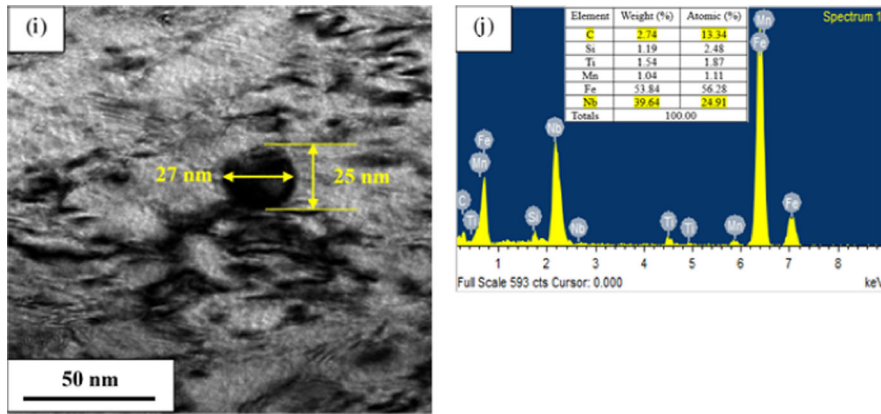 (i)
27 nm
25 nm
50 nm
(j)
Element Weight (%) Atomic (%)
C 2.74 13.34
Si 1.19 2.48
Ti 1.54 1.87
Mn 1.04 1.11
Fe 53.84 56.28
Nb 39.64 24.91
Totals 100.00
Spectrum 1
Mn
Fe
Nb
Fe
Mn
C
Ti
Si
Nb
Ti
Ti
Mn
Fe
1 2 3 4 5 6 7 8
Full Scale 593 cts Cursor: 0.000
keV